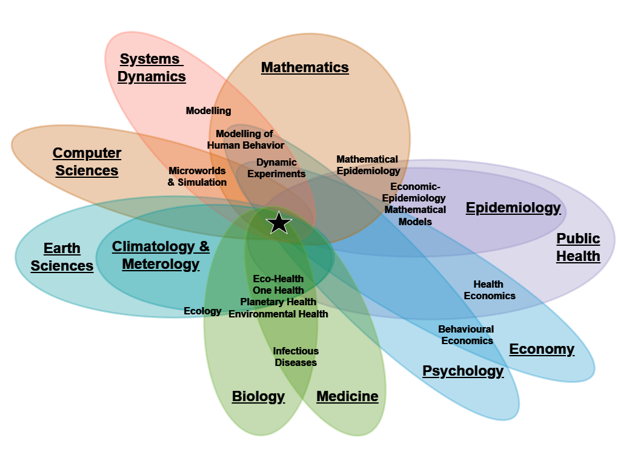 Systems
Dynamics
Mathematics
Modelling
Modelling of
Human Behavior
Computer
Sciences
Dynamic
Experiments
Mathematical
Epidemiology
Microworlds
& Simulation
Economic-
Epidemiology
Mathematical
Models
Epidemiology
Public
Health
Earth
Sciences
Climatology &
Meterology
Eco-Health
One Health
Planetary Health
Environmental Health
Ecology
Health
Economics
Behavioural
Economics
Economy
Infectious
Diseases
Psychology
Biology
Medicine